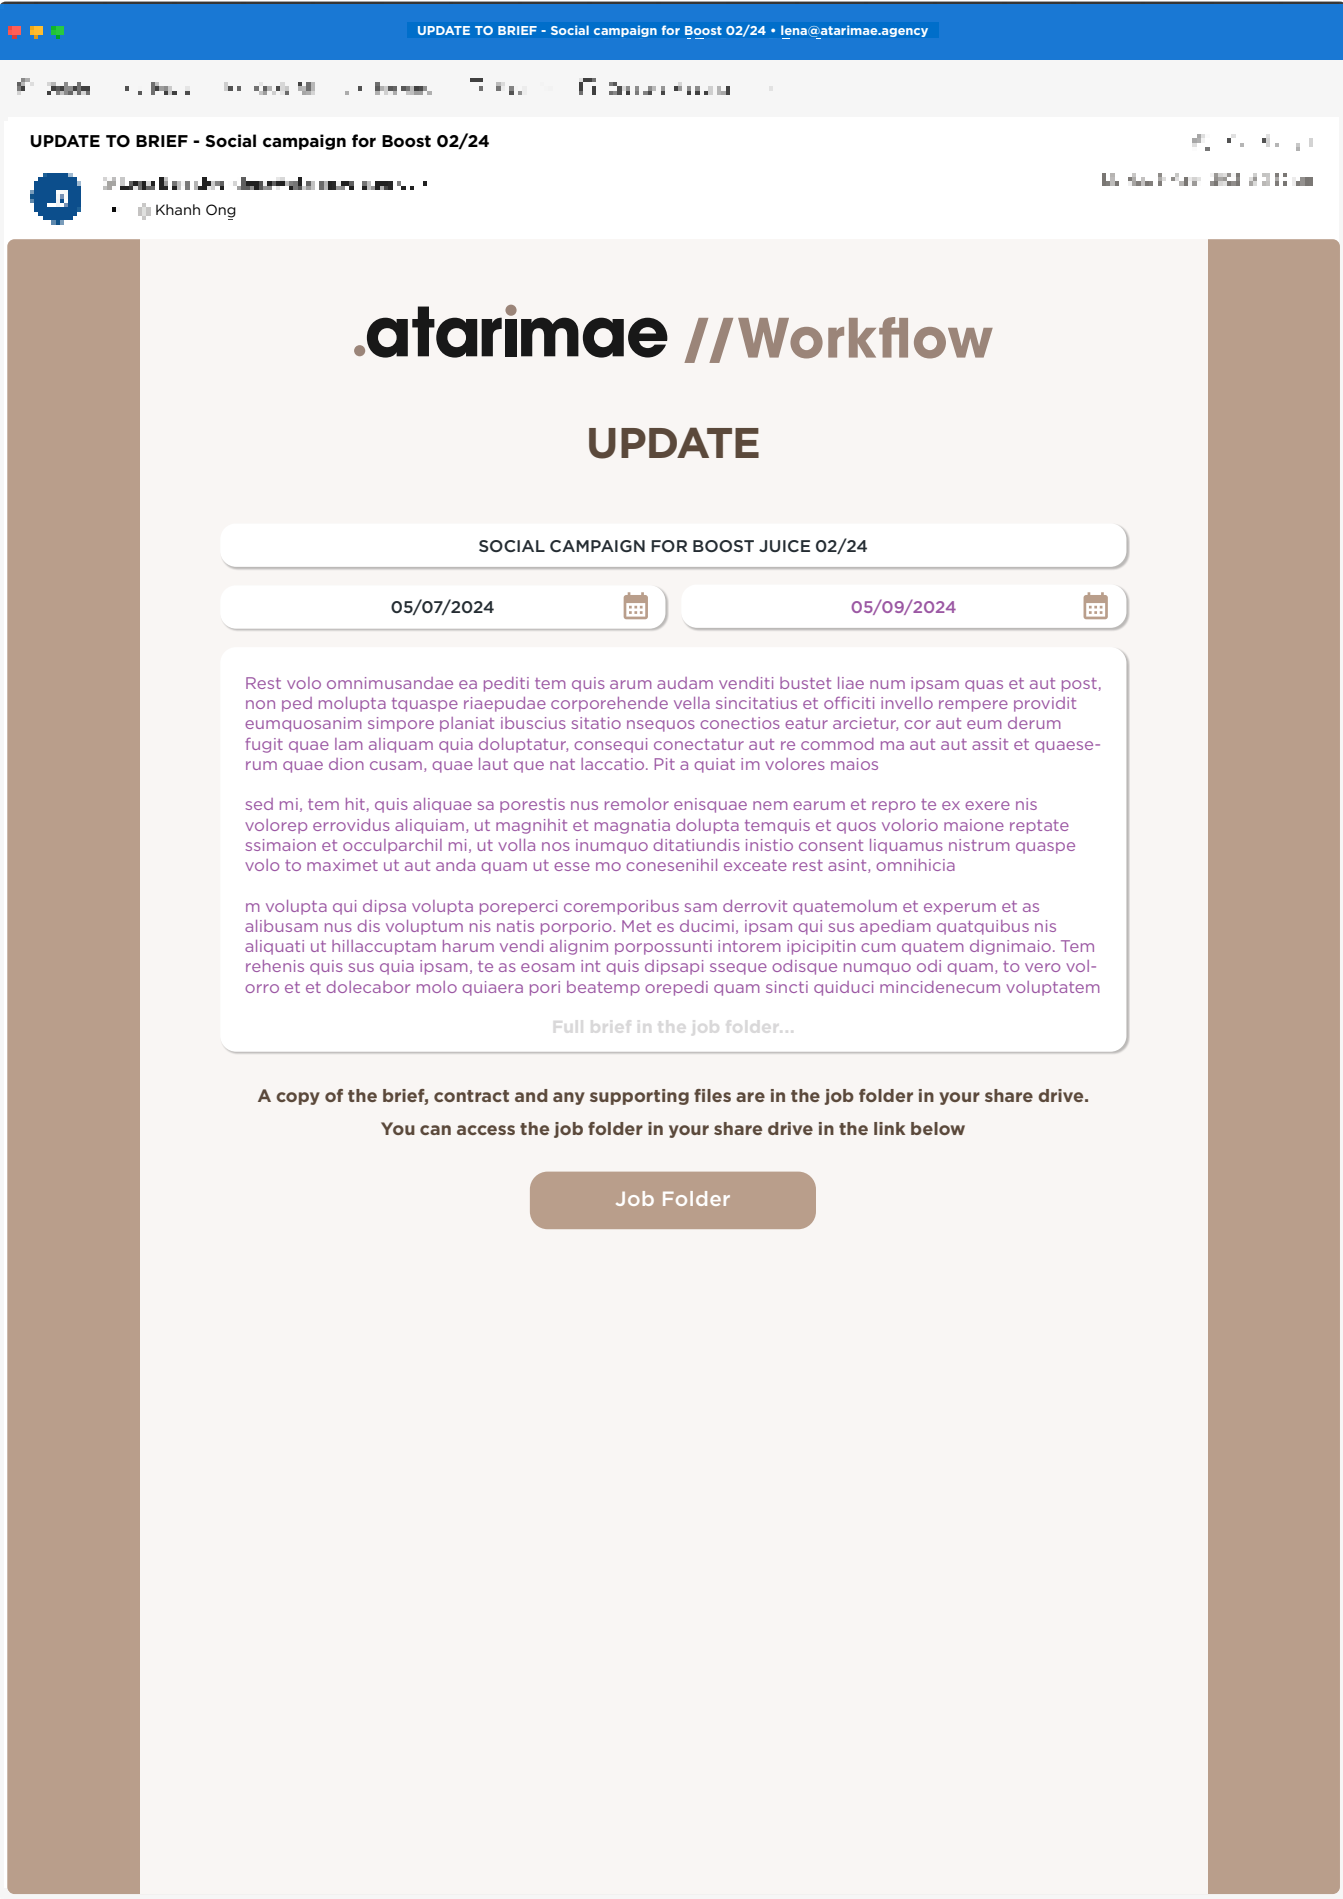 UPDATE TO BRIEF - Social campaign for Boost 02/24 • lena@atarimae.agency
UPDATE TO BRIEF - Social campaign for Boost 02/24
Khanh Ong
.atarimae //Workflow
UPDATE
SOCIAL CAMPAIGN FOR BOOST JUICE 02/24
05/07/2024
05/09/2024
Rest volo omnimusandae ea pediti tem quis arum audam venditi bustet liae num ipsam quas et aut post,
non ped molupta tquaspe riaepudae corporehende vella sincitatius et officiti invello rempere providit
eumquosanim simpore planiat ibuscius sitatio nsequos conectios eatur arcietur, cor aut eum derum
fugit quae lam aliquam quia doluptatur, consequi conectatur aut re commod ma aut aut assit et quaese-
rum quae dion cusam, quae laut que nat laccatio. Pit a quiat im volores maios
sed mi, tem hit, quis aliquae sa porestis nus remolor enisquae nem earum et repro te ex exere nis
volorep errovidus aliquiam, ut magnihit et magnatia dolupta temquis et quos volorio maione reptate
ssimaion et occulparchil mi, ut volla nos inumquo ditatiundis inistio consent liquamus nistrum quaspe
volo to maximet ut aut anda quam ut esse mo conesenihil exceate rest asint, omnihicia
m volupta qui dipsa volupta poreperci coremporibus sam derrovit quatemolum et experum et as
alibusam nus dis voluptum nis natis porporio. Met es ducimi, ipsam qui sus apediam quatquibus nis
aliquati ut hillaccuptam harum vendi alignim porpossunti intorem ipicipitin cum quatem dignimaio. Tem
rehenis quis sus quia ipsam, te as eosam int quis dipsapi sseque odisque numquo odi quam, to vero vol-
orro et et dolecabor molo quiaera pori beatemp orepedi quam sincti quiduci mincidenecum voluptatem
Full brief in the job folder...
A copy of the brief, contract and any supporting files are in the job folder in your share drive.
You can access the job folder in your share drive in the link below
Job Folder